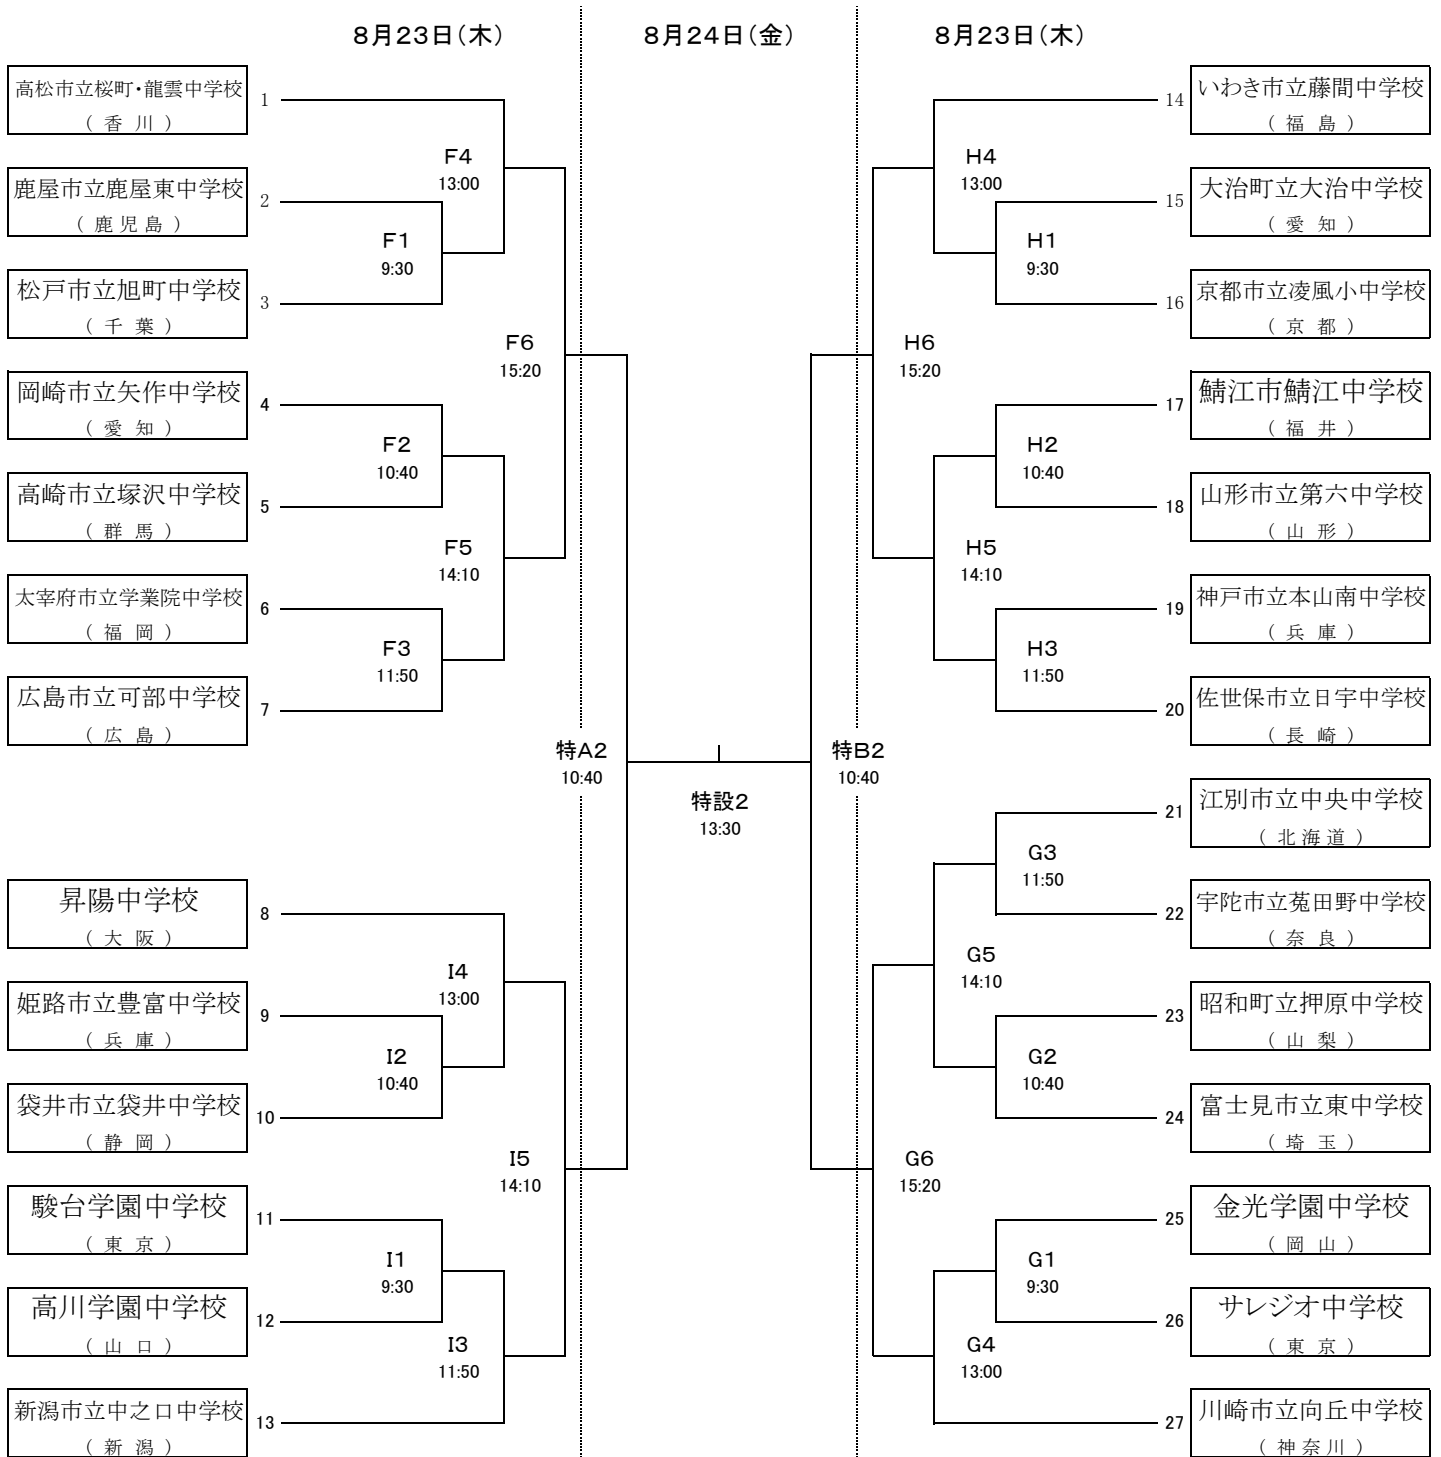 8月23日(木)
8月24日(金)
8月23日(木)
高松市立桜町・龍雲中学校
(香川)
1
鹿屋市立鹿屋東中学校
(鹿児島)
2
松戸市立旭町中学校
(千葉)
3
岡崎市立矢作中学校
(愛知)
4
高崎市立塚沢中学校
(群馬)
5
太宰府市立学業院中学校
(福岡)
6
広島市立可部中学校
(広島)
7
昇陽中学校
(大阪)
8
姫路市立豊富中学校
(兵庫)
9
袋井市立袋井中学校
(静岡)
10
駿台学園中学校
(東京)
11
高川学園中学校
(山口)
12
新潟市立中之口中学校
(新潟)
13
F4
13:00
F1
9:30
F6
15:20
F2
10:40
F5
14:10
F3
11:50
特A2
10:40
I4
13:00
I2
10:40
I5
14:10
I1
9:30
I3
11:50
特設2
13:30
特B2
10:40
H4
13:00
H1
9:30
H6
15:20
H2
10:40
H5
14:10
H3
11:50
G3
11:50
G5
14:10
G2
10:40
G6
15:20
G1
9:30
G4
13:00
14
いわき市立藤間中学校
(福島)
15
大治町立大治中学校
(愛知)
16
京都市立凌風小中学校
(京都)
17
鯖江市鯖江中学校
(福井)
18
山形市立第六中学校
(山形)
19
神戸市立本山南中学校
(兵庫)
20
佐世保市立日宇中学校
(長崎)
21
江別市立中央中学校
(北海道)
22
宇陀市立菟田野中学校
(奈良)
23
昭和町立押原中学校
(山梨)
24
富士見市立東中学校
(埼玉)
25
金光学園中学校
(岡山)
26
サレジオ中学校
(東京)
27
川崎市立向丘中学校
(神奈川)